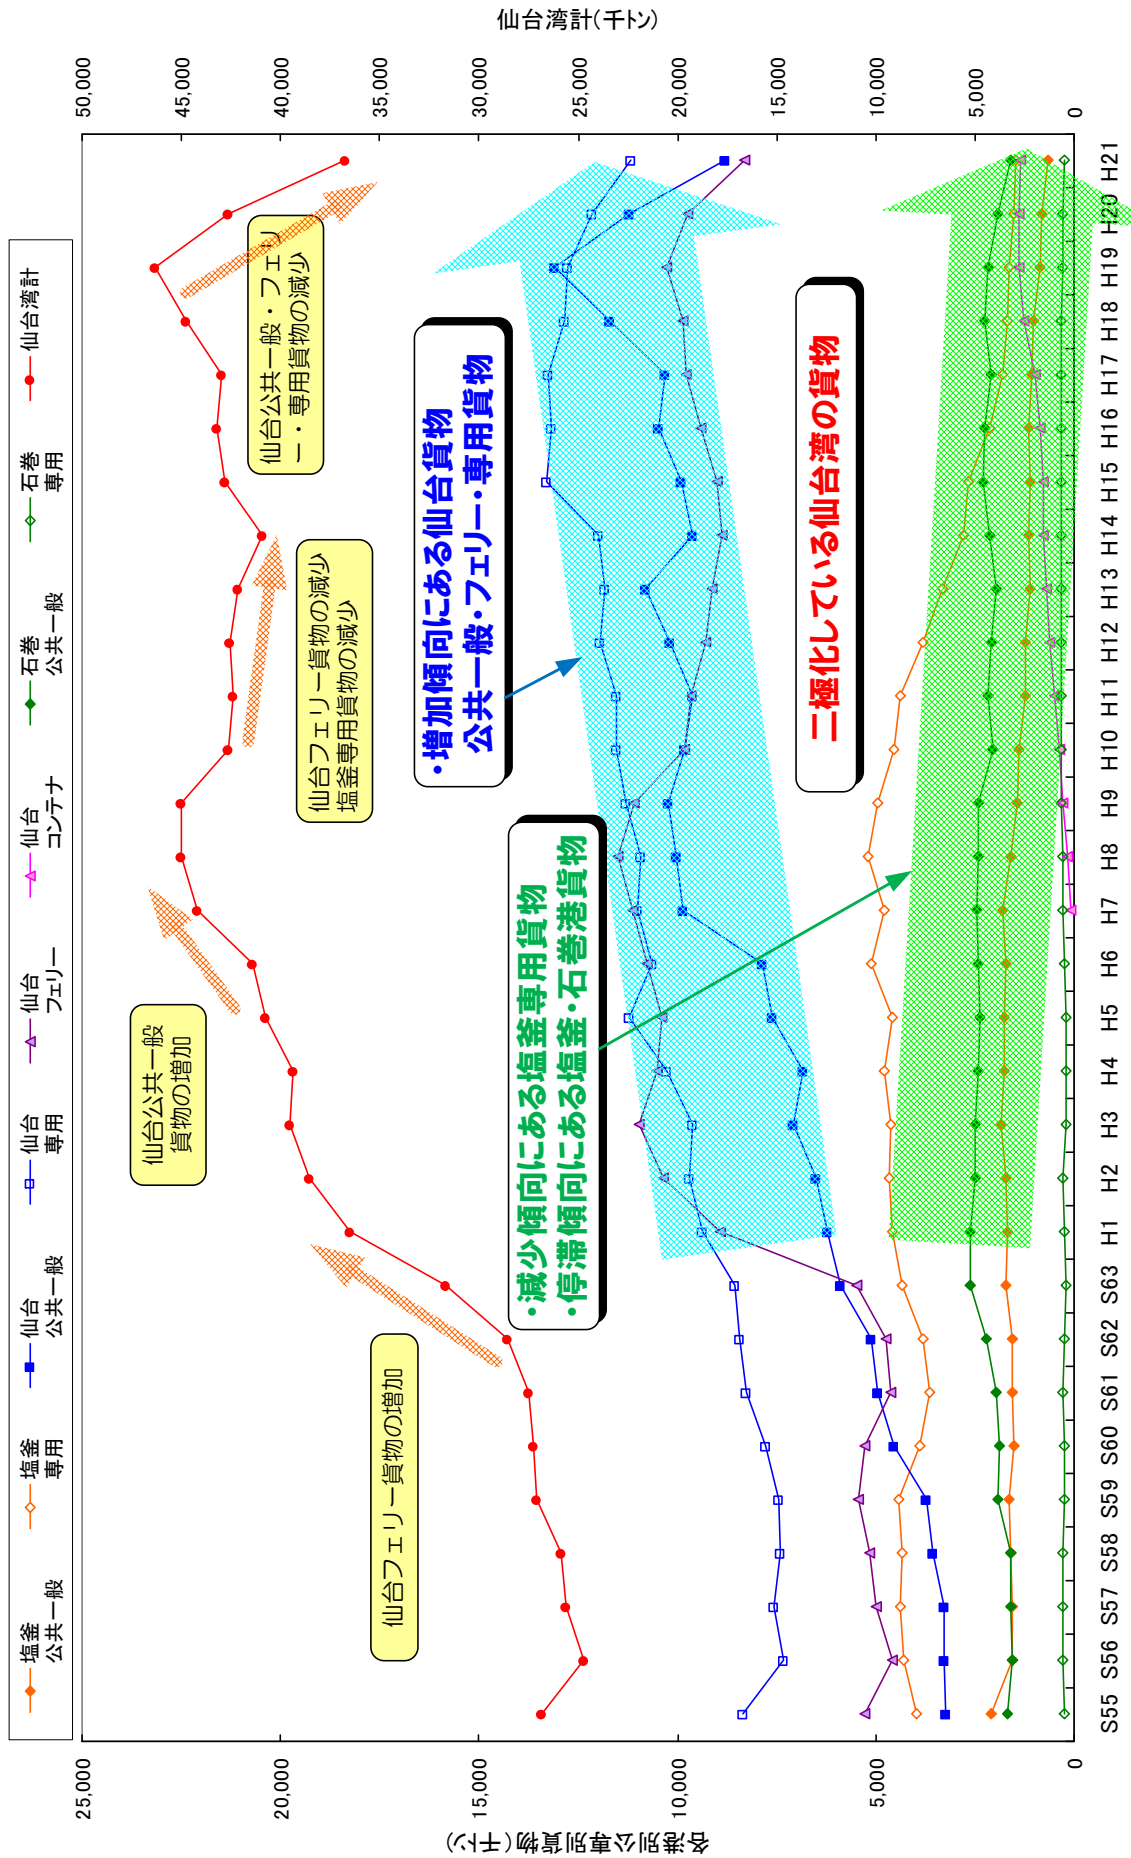 塩釜
公共一般
塩釜
専用
仙台
公共一般
仙台
専用
仙台
フェリー
仙台
コンテナ
石巻
公共一般
石巻
専用
仙台湾計
各港別公専別貨物(千トン)
25,000
20,000
15,000
10,000
5,000
0
仙台湾計(千トン)
50,000
45,000
40,000
35,000
30,000
25,000
20,000
15,000
10,000
5,000
0
仙台フェリー貨物の増加
仙台公共一般
貨物の増加
仙台フェリー貨物の減少
塩釜専用貨物の減少
仙台公共一般・フェリ
ー・専用貨物の減少
・増加傾向にある仙台貨物
公共一般・フェリー・専用貨物
・減少傾向にある塩釜専用貨物
・停滞傾向にある塩釜・石巻港貨物
二極化している仙台湾の貨物
S55 S56 S57 S58 S59 S60 S61 S62 S63 H1 H2 H3 H4 H5 H6 H7 H8 H9 H10 H11 H12 H13 H14 H15 H16 H17 H18 H19 H20 H21